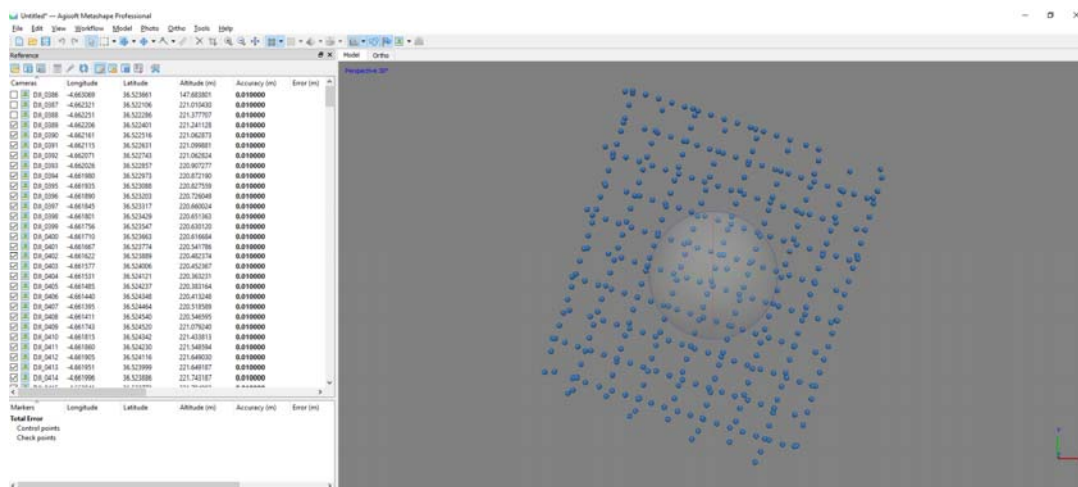 Untitled* — Agisoft Metashape Professional
File Edit View Workflow Model Photo Ortho Tools Help
Reference
Model Ortho
Perspective 30°
Cameras Longitude Latitude Altitude (m) Accuracy (m) Error (m)
DJI_0386 -4.663069 36.523661 147.683801 0.010000
DJI_0387 -4.662321 36.522106 221.010430 0.010000
DJI_0388 -4.662251 36.522286 221.377707 0.010000
DJI_0389 -4.662206 36.522401 221.241128 0.010000
DJI_0390 -4.662161 36.522516 221.062873 0.010000
DJI_0391 -4.662115 36.522631 221.099881 0.010000
DJI_0392 -4.662071 36.522743 221.062824 0.010000
DJI_0393 -4.662026 36.522857 220.907277 0.010000
DJI_0394 -4.661980 36.522973 220.872190 0.010000
DJI_0395 -4.661935 36.523088 220.827559 0.010000
DJI_0396 -4.661890 36.523203 220.726049 0.010000
DJI_0397 -4.661845 36.523317 220.660024 0.010000
DJI_0398 -4.661801 36.523429 220.651363 0.010000
DJI_0399 -4.661756 36.523547 220.630120 0.010000
DJI_0400 -4.661710 36.523663 220.616684 0.010000
DJI_0401 -4.661667 36.523774 220.541786 0.010000
DJI_0402 -4.661622 36.523889 220.482374 0.010000
DJI_0403 -4.661577 36.524006 220.452367 0.010000
DJI_0404 -4.661531 36.524121 220.363231 0.010000
DJI_0405 -4.661485 36.524237 220.383164 0.010000
DJI_0406 -4.661440 36.524348 220.413248 0.010000
DJI_0407 -4.661395 36.524464 220.518589 0.010000
DJI_0408 -4.661411 36.524540 220.546595 0.010000
DJI_0409 -4.661743 36.524520 221.079240 0.010000
DJI_0410 -4.661815 36.524342 221.433813 0.010000
DJI_0411 -4.661860 36.524230 221.549394 0.010000
DJI_0412 -4.661905 36.524116 221.649030 0.010000
DJI_0413 -4.661951 36.523999 221.649187 0.010000
DJI_0414 -4.661996 36.523886 221.743187 0.010000
Markers Longitude Latitude Altitude (m) Accuracy (m) Error (m)
Total Error
Control points
Check points